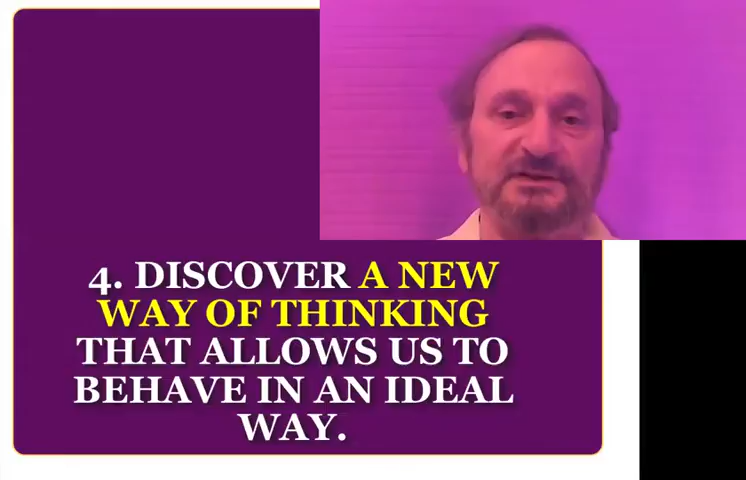 4. DISCOVER A NEW
WAY OF THINKING
THAT ALLOWS US TO
BEHAVE IN AN IDEAL
WAY.